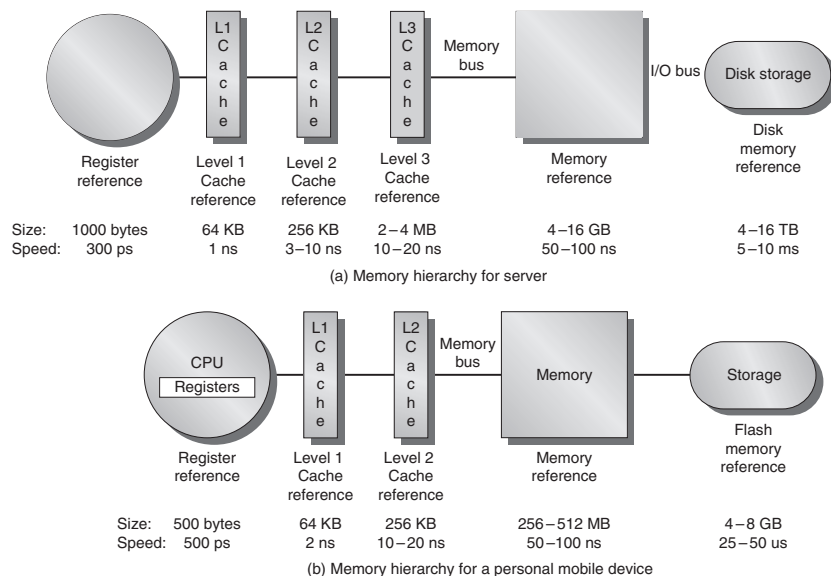 L1
C
a
c
h
e
L2
C
a
c
h
e
L3
C
a
c
h
e
Memory
bus
I/O bus
Disk storage
Register
reference
Level 1
Cache
reference
Level 2
Cache
reference
Level 3
Cache
reference
Memory
reference
Disk
memory
reference
Size: 1000 bytes 64 KB 256 KB 2–4 MB 4–16 GB 4–16 TB
Speed: 300 ps 1 ns 3–10 ns 10–20 ns 50–100 ns 5–10 ms
(a) Memory hierarchy for server
CPU
Registers
L1
C
a
c
h
e
L2
C
a
c
h
e
Memory
bus
Memory
Storage
Register
reference
Level 1
Cache
reference
Level 2
Cache
reference
Memory
reference
Flash
memory
reference
Size: 500 bytes 64 KB 256 KB 256–512 MB 4–8 GB
Speed: 500 ps 2 ns 10–20 ns 50–100 ns 25–50 us
(b) Memory hierarchy for a personal mobile device